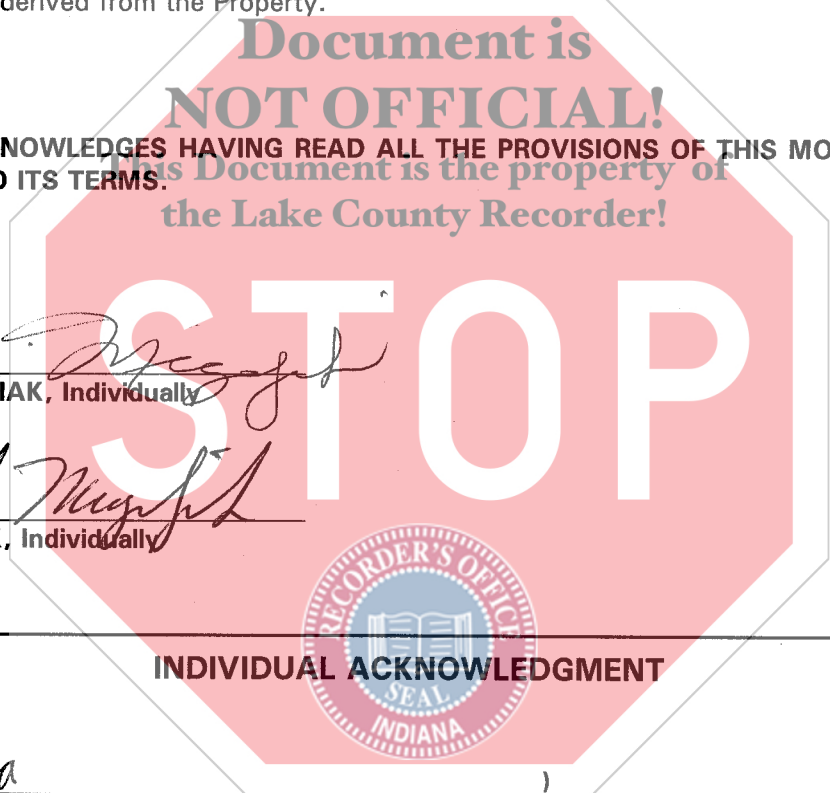 derived from the Property.
Document is
NOT OFFICIAL!
NOWLEDGES HAVING READ ALL THE PROVISIONS OF THIS MO
This Document is the property of
ITS TERMS.
the Lake County Recorder!
STOP
IAK, Individually
, Individually
RECORDER'S OFFICE
SEAL
INDIANA
INDIVIDUAL ACKNOWLEDGMENT
a
)